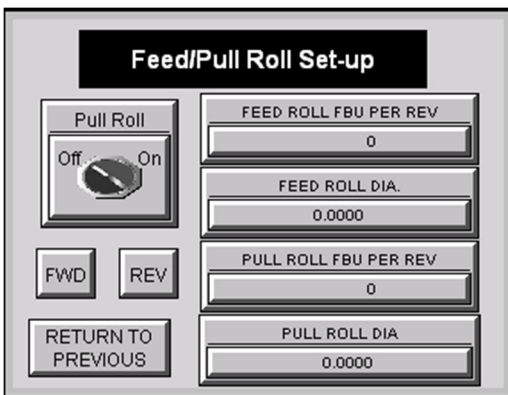 Feed/Pull Roll Set-up
Pull Roll
Off On
FWD REV
RETURN TO
PREVIOUS
FEED ROLL FBU PER REV
0
FEED ROLL DIA.
0.0000
PULL ROLL FBU PER REV
0
PULL ROLL DIA
0.0000